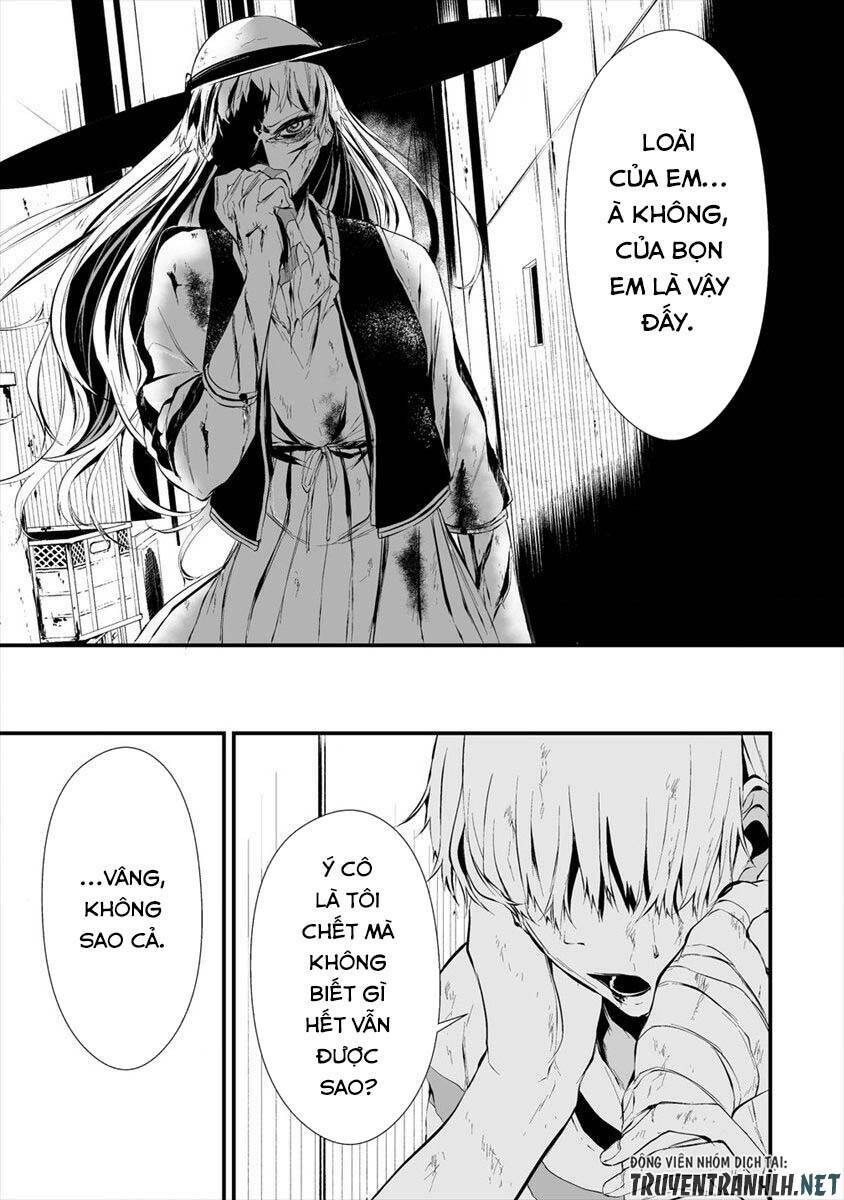 LOÀI
CỦA EM...
À KHÔNG,
CỦA BỌN
EM LÀ VẬY
ĐẤY.
Ý CÔ
LÀ TÔI
CHẾT MÀ
KHÔNG
BIẾT GÌ
HẾT VẪN
ĐƯỢC
SAO?
...VÂNG,
KHÔNG
SAO CẢ.
ĐỘNG VIÊN NHÓM DỊCH TẠI:
TRUYENTRANHLH.NET